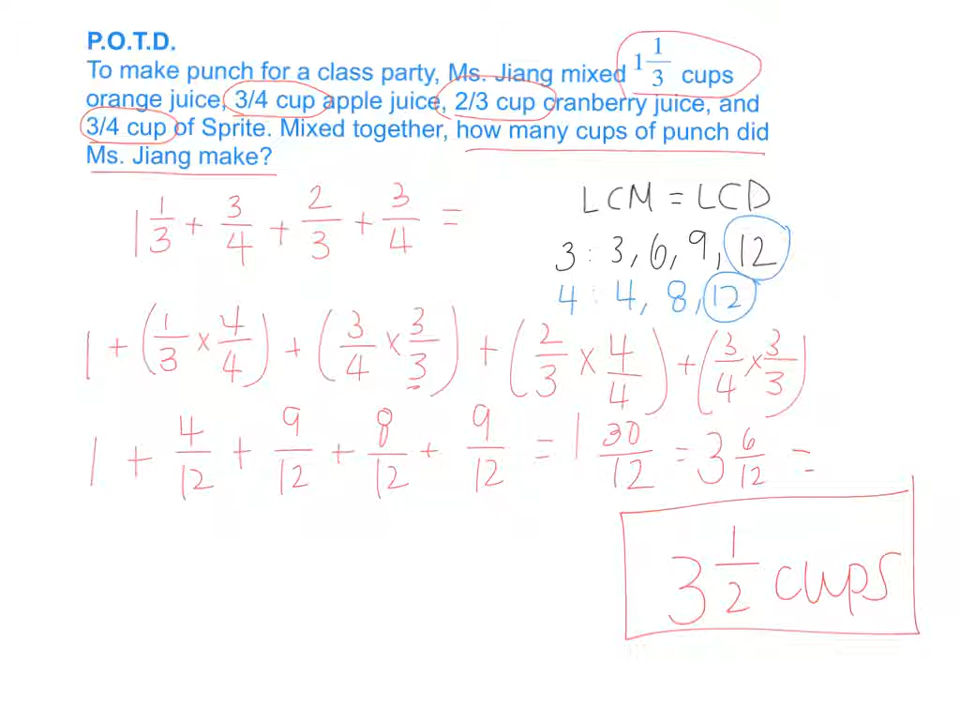 P.O.T.D.
To make punch for a class party, Ms. Jiang mixed 1 1/3 cups
orange juice, 3/4 cup apple juice, 2/3 cup cranberry juice, and
3/4 cup of Sprite. Mixed together, how many cups of punch did
Ms. Jiang make?
1 1/3 + 3/4 + 2/3 + 3/4 =
LCM = LCD
3 : 3, 6, 9, 12
4 : 4, 8, 12
1 + (1/3 × 4/4) + (3/4 × 3/3) + (2/3 × 4/4) + (3/4 × 3/3)
1 + 4/12 + 9/12 + 8/12 + 9/12 = 1 30/12 = 3 6/12 =
3 1/2 cups